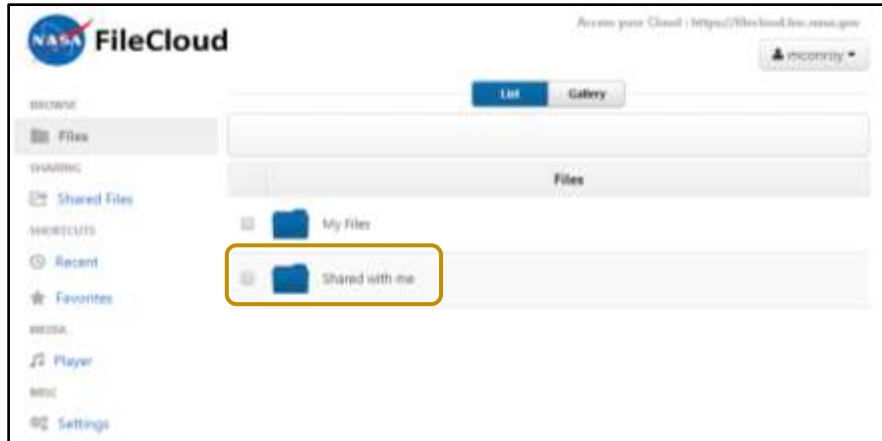 NASA FileCloud
Access your Cloud : https://filecloud.larc.nasa.gov
mconroy
List Gallery
BROWSE
Files
SHARING
Shared Files
SHORTCUTS
Recent
Favorites
MEDIA
Player
MISC
Settings
Files
My Files
Shared with me